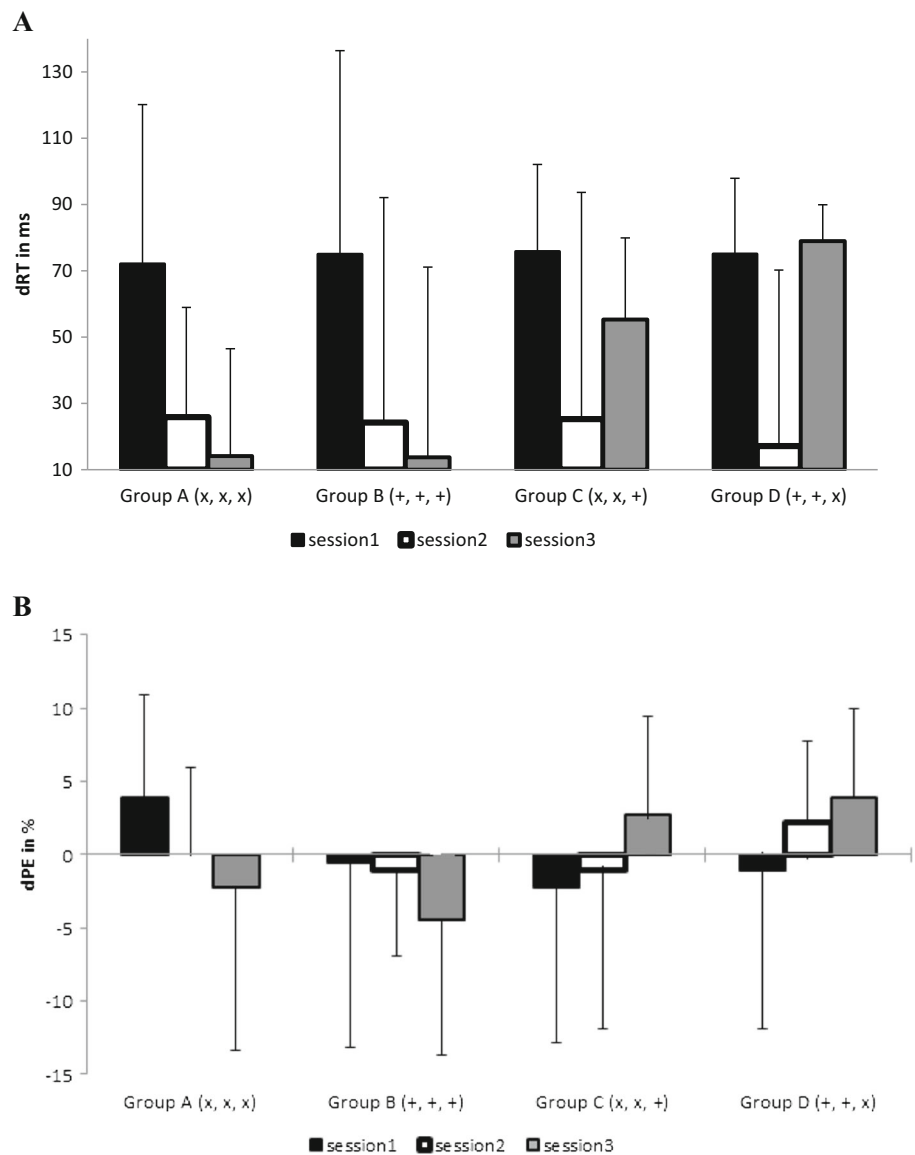 A
130
110
90
70
50
30
10
dRT in ms
Group A (x, x, x) Group B (+, +, +) Group C (x, x, +) Group D (+, +, x)
session1 session2 session3
B
15
10
5
0
-5
-10
-15
dPE in %
Group A (x, x, x) Group B (+, +, +) Group C (x, x, +) Group D (+, +, x)
session1 session2 session3